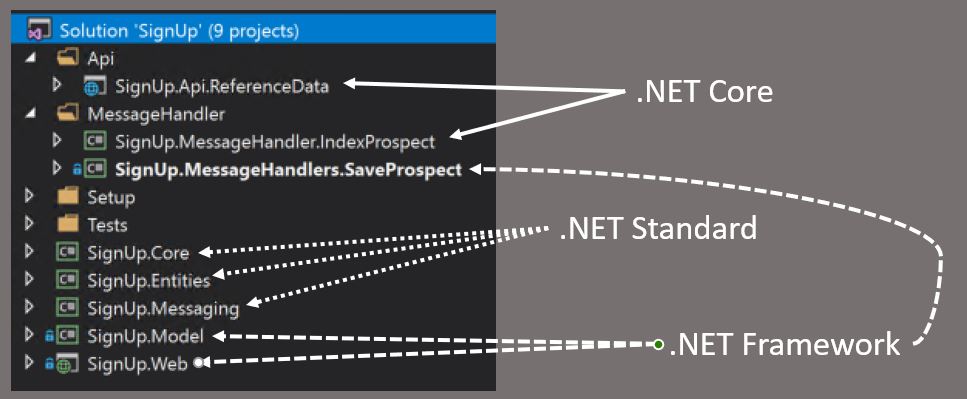 Solution 'SignUp' (9 projects)
Api
SignUp.Api.ReferenceData
MessageHandler
C# SignUp.MessageHandler.IndexProspect
C# SignUp.MessageHandlers.SaveProspect
Setup
Tests
C# SignUp.Core
C# SignUp.Entities
C# SignUp.Messaging
C# SignUp.Model
SignUp.Web
.NET Core
.NET Standard
.NET Framework